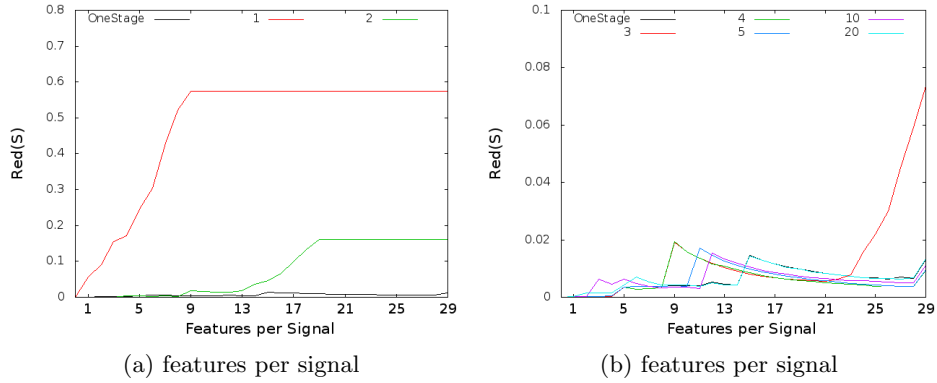 0.8
OneStage 1 2
0.7
0.6
0.5
Red(S)
0.4
0.3
0.2
0.1
0
1 5 9 13 17 21 25 29
Features per Signal
(a) features per signal
0.1
OneStage 4 10
3 5 20
0.08
0.06
Red(S)
0.04
0.02
0
1 5 9 13 17 21 25 29
Features per Signal
(b) features per signal